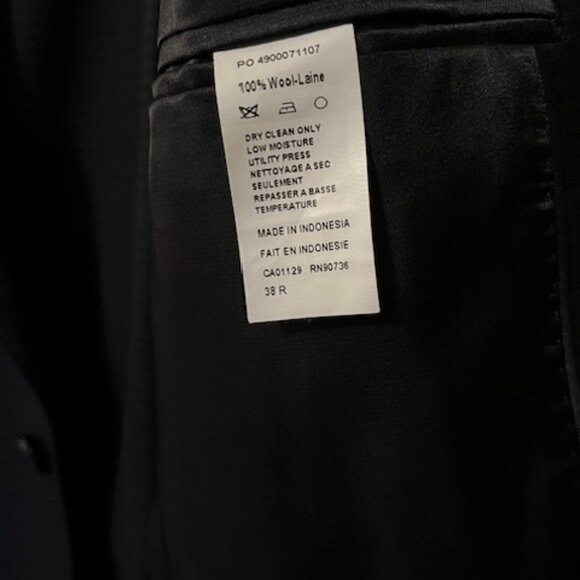 PO 4900071107
100% Wool-Laine
DRY CLEAN ONLY
LOW MOISTURE
UTILITY PRESS
NETTOYAGE A SEC
SEULEMENT
REPASSER A BASSE
TEMPERATURE
MADE IN INDONESIA
FAIT EN INDONESIE
CA01129 RN90736
38 R